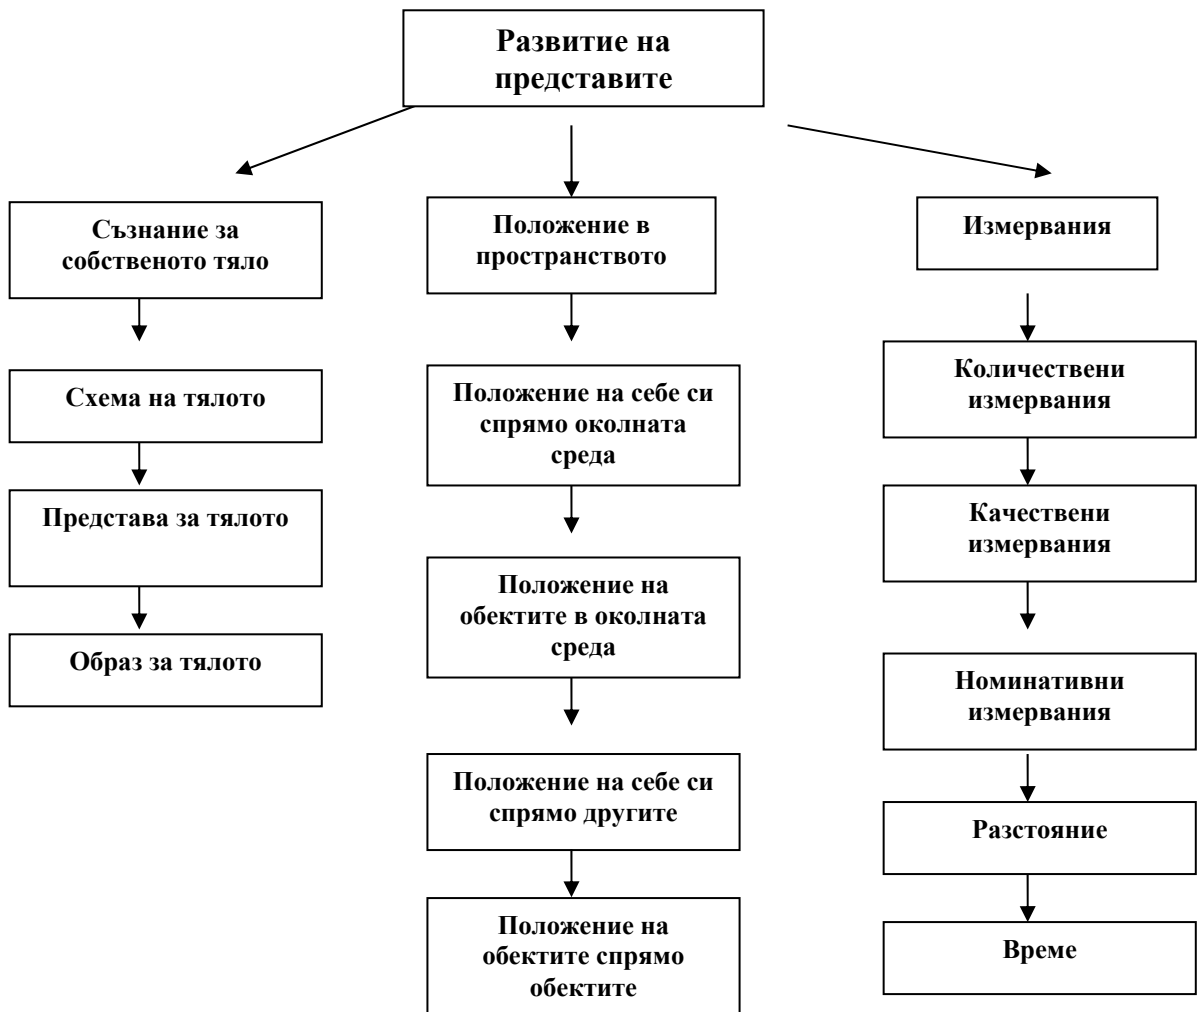 Развитие на
представите
Съзнание за
собственото тяло
Схема на тялото
Представа за тялото
Образ за тялото
Положение в
пространството
Положение на себе си
спрямо околната
среда
Положение на
обектите в околната
среда
Положение на себе си
спрямо другите
Положение на
обектите спрямо
обектите
Измервания
Количествени
измервания
Качествени
измервания
Номинативни
измервания
Разстояние
Време